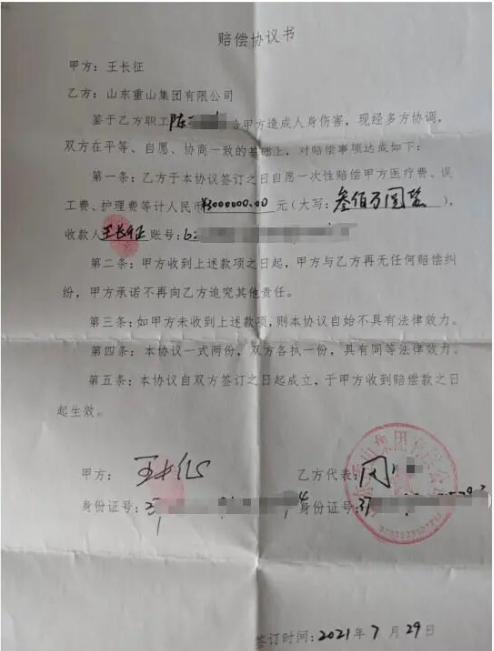 赔偿协议书
甲方：王长征
乙方：山东重山集团有限公司
鉴于乙方职工陈 给甲方造成人身伤害，现经多方协调，
双方在平等、自愿、协商一致的基础上，对赔偿事项达成如下：
第一条：乙方于本协议签订之日自愿一次性赔偿甲方医疗费、误
工费、护理费等计人民币¥3000000.00元（大写：叁佰万圆整），
收款人王长征账号：62
第二条：甲方收到上述款项之日起，甲方与乙方再无任何赔偿纠
纷，甲方承诺不再向乙方追究其他责任。
第三条：如甲方未收到上述款项，则本协议自始不具有法律效力。
第四条：本协议一式两份，双方各执一份，具有同等法律效力。
第五条：本协议自双方签订之日起成立，于甲方收到赔偿款之日
起生效。
甲方： 乙方代表：
身份证号：3 4 身份证号：37
签订时间：2021年7月29日